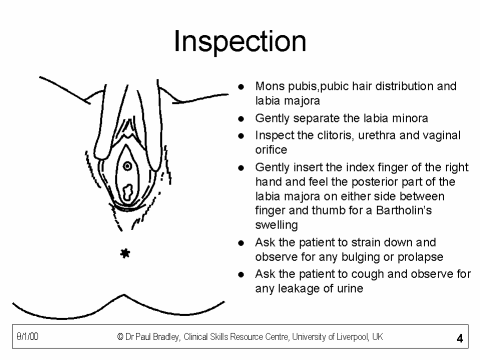 Inspection
Mons pubis,pubic hair distribution and
labia majora
Gently separate the labia minora
Inspect the clitoris, urethra and vaginal
orifice
Gently insert the index finger of the right
hand and feel the posterior part of the
labia majora on either side between
finger and thumb for a Bartholin's
swelling
Ask the patient to strain down and
observe for any bulging or prolapse
Ask the patient to cough and observe for
any leakage of urine
© Dr Paul Bradley, Clinical Skills Resource Centre, University of Liverpool, UK
4